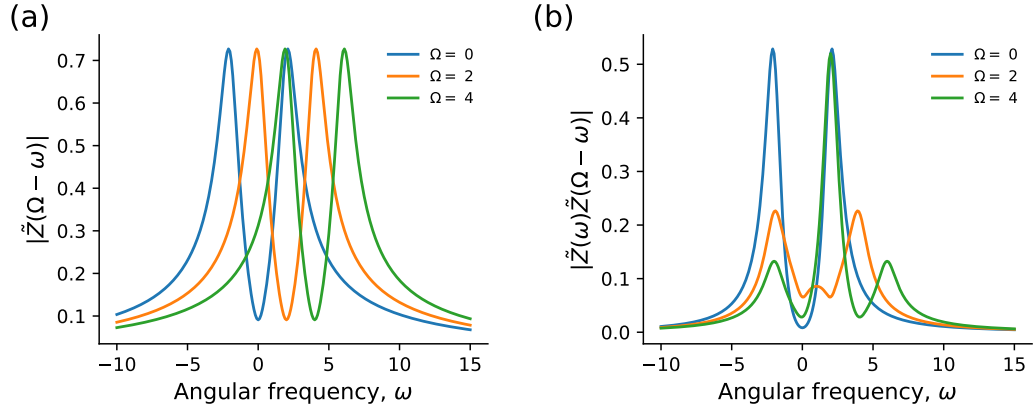 (a)
|Z̃(Ω − ω)|
0.7
0.6
0.5
0.4
0.3
0.2
0.1
−10 −5 0 5 10 15
Angular frequency, ω
Ω = 0
Ω = 2
Ω = 4
(b)
|Z̃(ω)Z̃(Ω − ω)|
0.5
0.4
0.3
0.2
0.1
0.0
−10 −5 0 5 10 15
Angular frequency, ω
Ω = 0
Ω = 2
Ω = 4